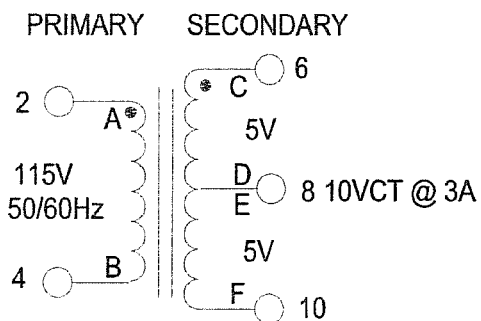 PRIMARY SECONDARY
6
C
2
A
5V
115V
50/60Hz
D
8 10VCT @ 3A
E
5V
B
4
F
10